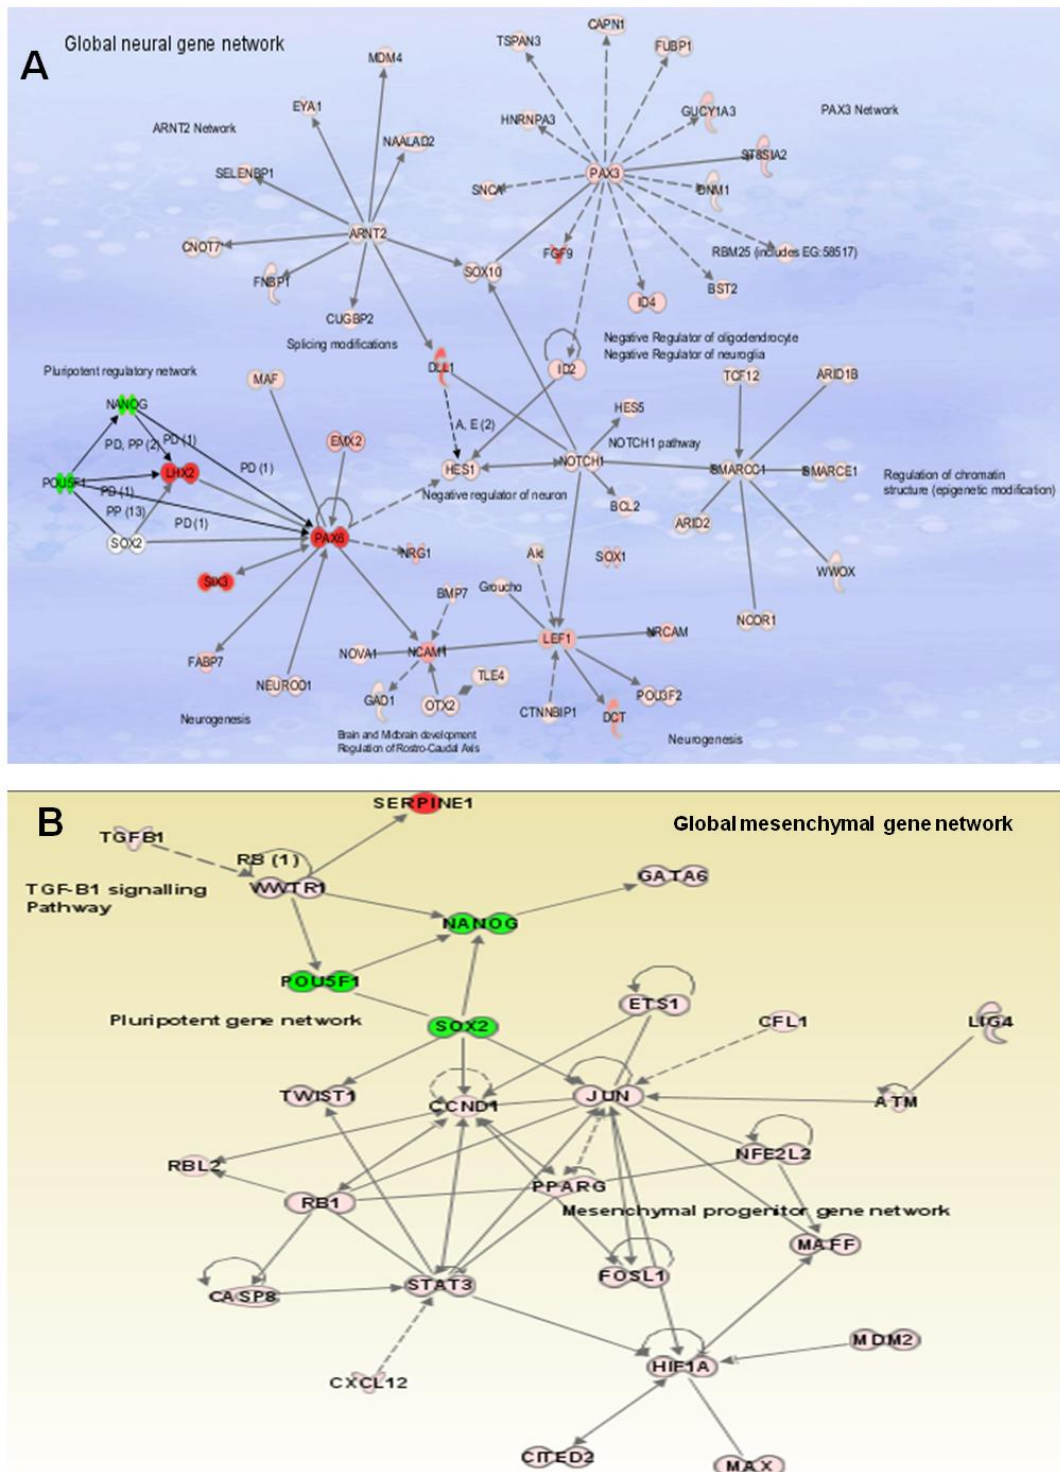 A
Global neural gene network
CAPN1
TSPAN3
FUBP1
MDM4
EYA1
GUCY1A3
PAX3 Network
HNRNPA3
ARNT2 Network
NAALAD2
ST8SIA2
SELENBP1
PAX3
SNCA
DNM1
ARNT2
CNOT7
FGF9
RBM25 (includes EG:58517)
SOX10
FNBP1
BST2
ID4
CUGBP2
Splicing modifications
Negative Regulator of oligodendrocyte
Negative Regulator of neuroglia
Pluripotent regulatory network
DLL1
ID2
MAF
TCF12
ARID1B
NANOG
HES5
A, E (2)
PD, PP (2)
PD (1)
EMX2
NOTCH1 pathway
LHX2
PD (1)
HES1
NOTCH1
SMARCC1
SMARCE1
POU5F1
PD (1)
Negative regulator of neuron
Regulation of chromatin
structure (epigenetic modification)
PP (13)
BCL2
PD (1)
ARID2
SOX2
PAX6
NRG1
Akt
SOX1
SIX3
BMP7
Groucho
WWOX
NCOR1
LEF1
NRCAM
FABP7
NOVA1
NCAM1
NEUROD1
TLE4
GAD1
OTX2
POU3F2
CTNNBIP1
DCT
Neurogenesis
Brain and Midbrain development
Regulation of Rostro-Caudal Axis
Neurogenesis
B
SERPINE1
Global mesenchymal gene network
TGFB1
RB (1)
TGF-B1 signalling
Pathway
WWTR1
GATA6
NANOG
POU5F1
Pluripotent gene network
SOX2
ETS1
CFL1
LIG4
TWIST1
CCND1
JUN
ATM
RBL2
NFE2L2
RB1
PPARG
Mesenchymal progenitor gene network
MAFF
CASP8
STAT3
FOSL1
MDM2
HIF1A
CXCL12
CITED2
MAX